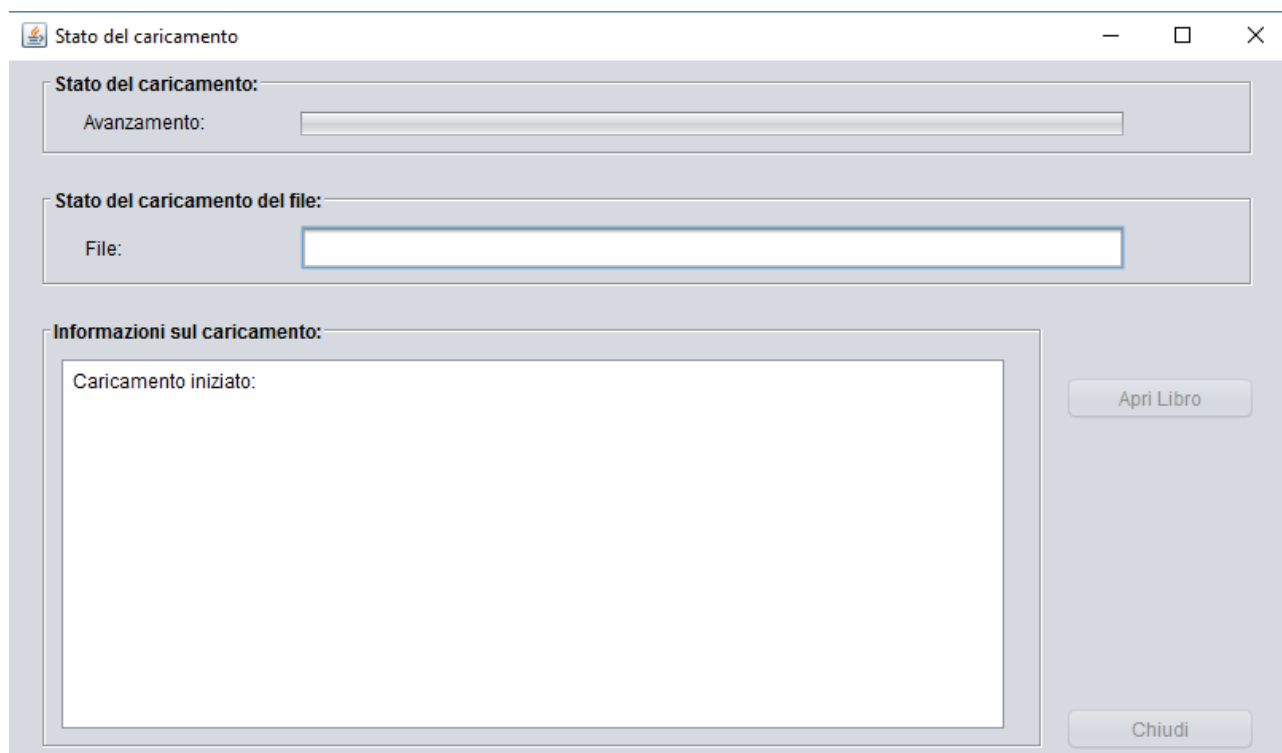 Stato del caricamento
Stato del caricamento:
Avanzamento:
Stato del caricamento del file:
File:
Informazioni sul caricamento:
Caricamento iniziato:
Apri Libro
Chiudi